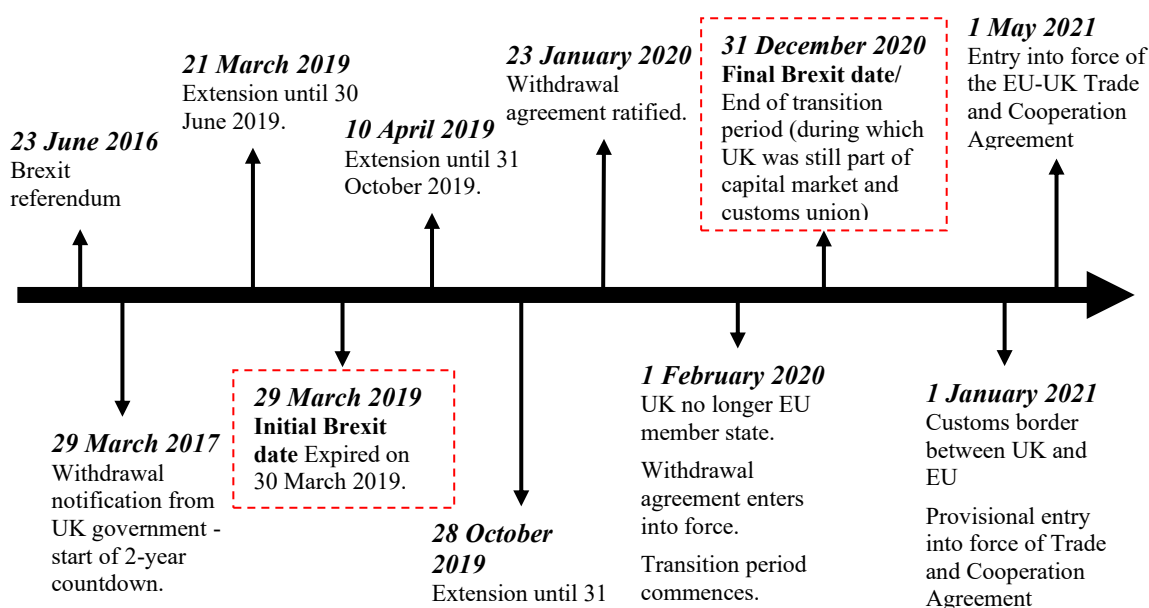 23 June 2016
Brexit
referendum
29 March 2017
Withdrawal
notification from
UK government -
start of 2-year
countdown.
21 March 2019
Extension until 30
June 2019.
29 March 2019
Initial Brexit
date Expired on
30 March 2019.
10 April 2019
Extension until 31
October 2019.
28 October
2019
Extension until 31
23 January 2020
Withdrawal
agreement ratified.
1 February 2020
UK no longer EU
member state.
Withdrawal
agreement enters
into force.
Transition period
commences.
31 December 2020
Final Brexit date/
End of transition
period (during which
UK was still part of
capital market and
customs union)
1 January 2021
Customs border
between UK and
EU
Provisional entry
into force of Trade
and Cooperation
Agreement
1 May 2021
Entry into force of
the EU-UK Trade
and Cooperation
Agreement